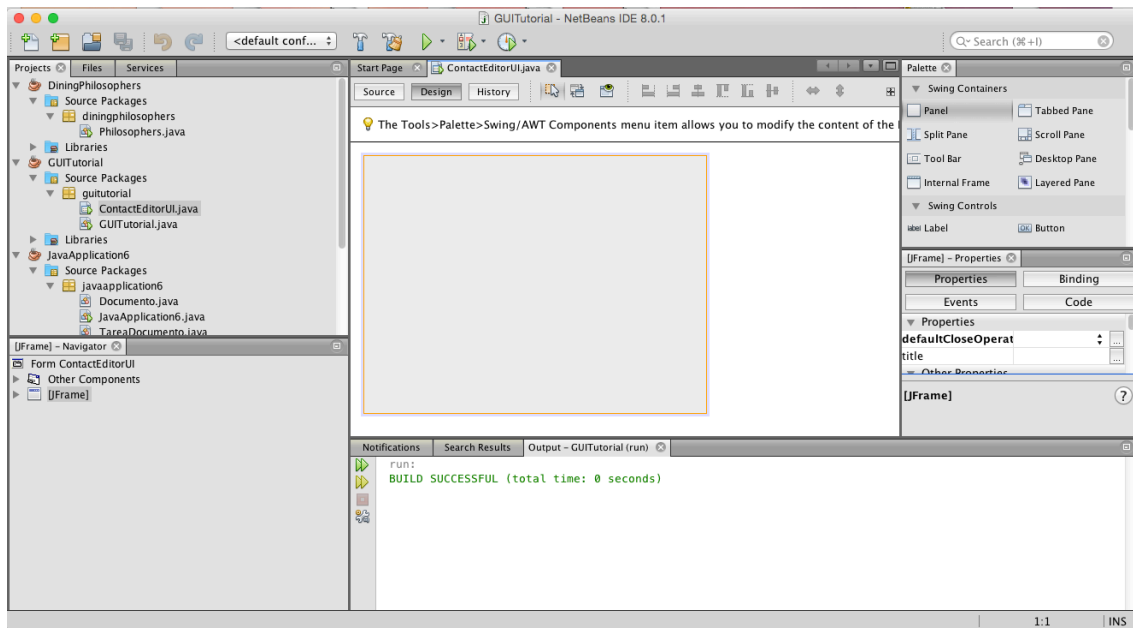 GUITutorial - NetBeans IDE 8.0.1
<default conf... Search (⌘+I)
Projects Files Services
DiningPhilosophers
Source Packages
diningphilosophers
Philosophers.java
Libraries
GUITutorial
Source Packages
guitutorial
ContactEditorUI.java
GUITutorial.java
Libraries
JavaApplication6
Source Packages
javaapplication6
Documento.java
JavaApplication6.java
TareaDocumento.java
[JFrame] - Navigator
Form ContactEditorUI
Other Components
[JFrame]
Start Page ContactEditorUI.java
Source Design History
The Tools>Palette>Swing/AWT Components menu item allows you to modify the content of the
Notifications Search Results Output - GUITutorial (run)
run:
BUILD SUCCESSFUL (total time: 0 seconds)
Palette
Swing Containers
Panel Tabbed Pane
Split Pane Scroll Pane
Tool Bar Desktop Pane
Internal Frame Layered Pane
Swing Controls
label Label OK Button
[JFrame] - Properties
Properties Binding
Events Code
Properties
defaultCloseOperat ...
title ...
Other Properties
[JFrame] ?
1:1 INS